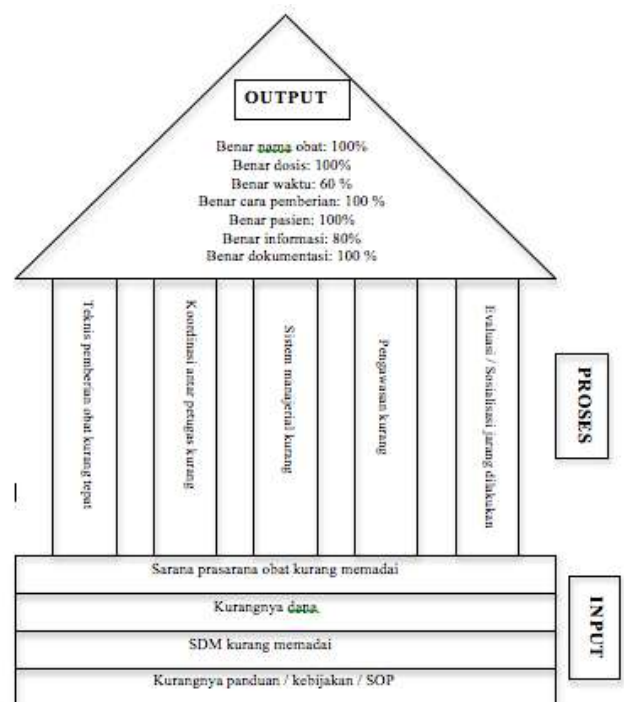 OUTPUT
Benar nama obat: 100%
Benar dosis: 100%
Benar waktu: 60 %
Benar cara pemberian: 100 %
Benar pasien: 100%
Benar informasi: 80%
Benar dokumentasi: 100 %
Teknis pemberian obat kurang tepat
Koordinasi antar petugas kurang
Sistem manajerial kurang
Pengawasan kurang
Evaluasi / Sosialisasi jarang dilakukan
PROSES
Sarana prasarana obat kurang memadai
Kurangnya dana
SDM kurang memadai
Kurangnya panduan / kebijakan / SOP
INPUT